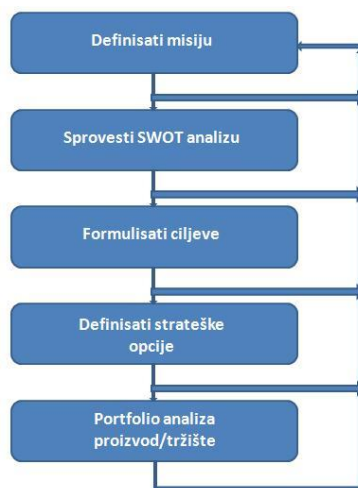 Definisati misiju
Sprovesti SWOT analizu
Formulisati ciljeve
Definisati strateške
opcije
Portfolio analiza
proizvod/tržište